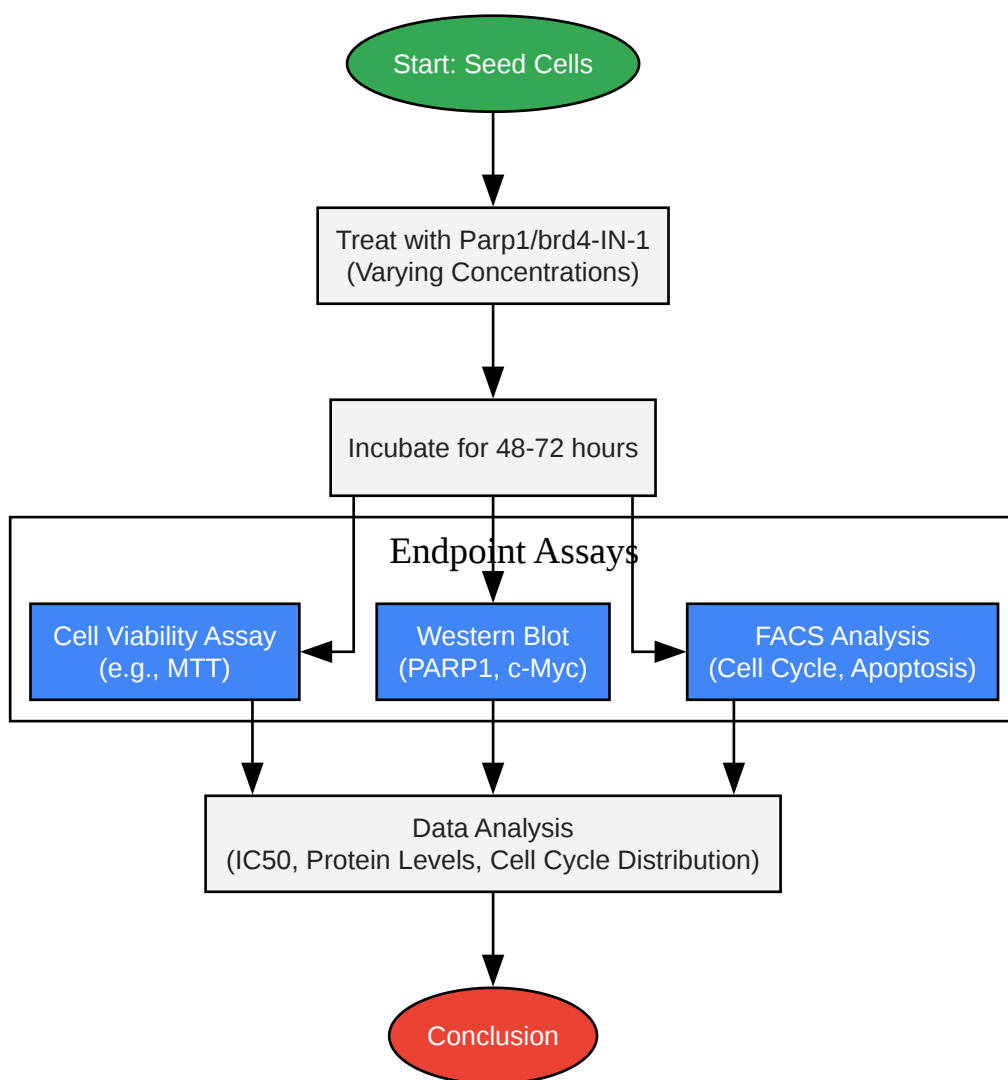 Start: Seed Cells
Treat with Parp1/brd4-IN-1
(Varying Concentrations)
Incubate for 48-72 hours
Endpoint Assays
Cell Viability Assay
(e.g., MTT)
Western Blot
(PARP1, c-Myc)
FACS Analysis
(Cell Cycle, Apoptosis)
Data Analysis
(IC50, Protein Levels, Cell Cycle Distribution)
Conclusion